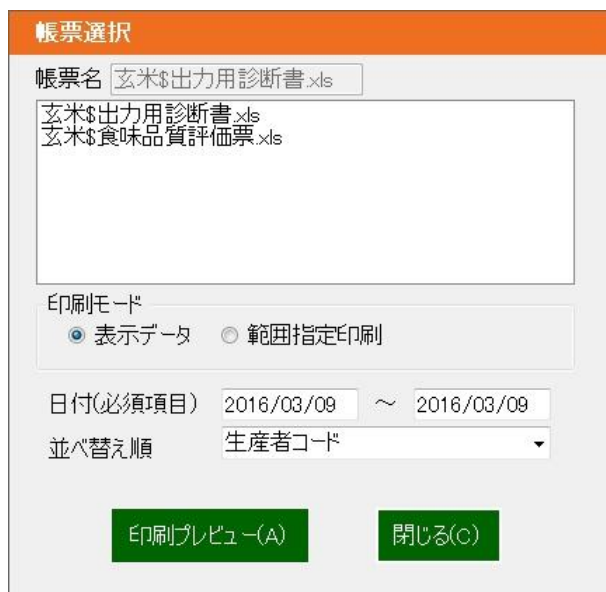 帳票選択
帳票名 玄米$出力用診断書.xls
玄米$出力用診断書.xls
玄米$食味品質評価票.xls
印刷モード
表示データ 範囲指定印刷
日付(必須項目) 2016/03/09 ～ 2016/03/09
並べ替え順 生産者コード
印刷プレビュー(A) 閉じる(C)